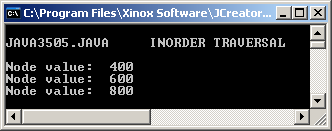 C:\Program Files\Xinox Software\JCreator...
JAVA3505.JAVA INORDER TRAVERSAL
Node value: 400
Node value: 600
Node value: 800